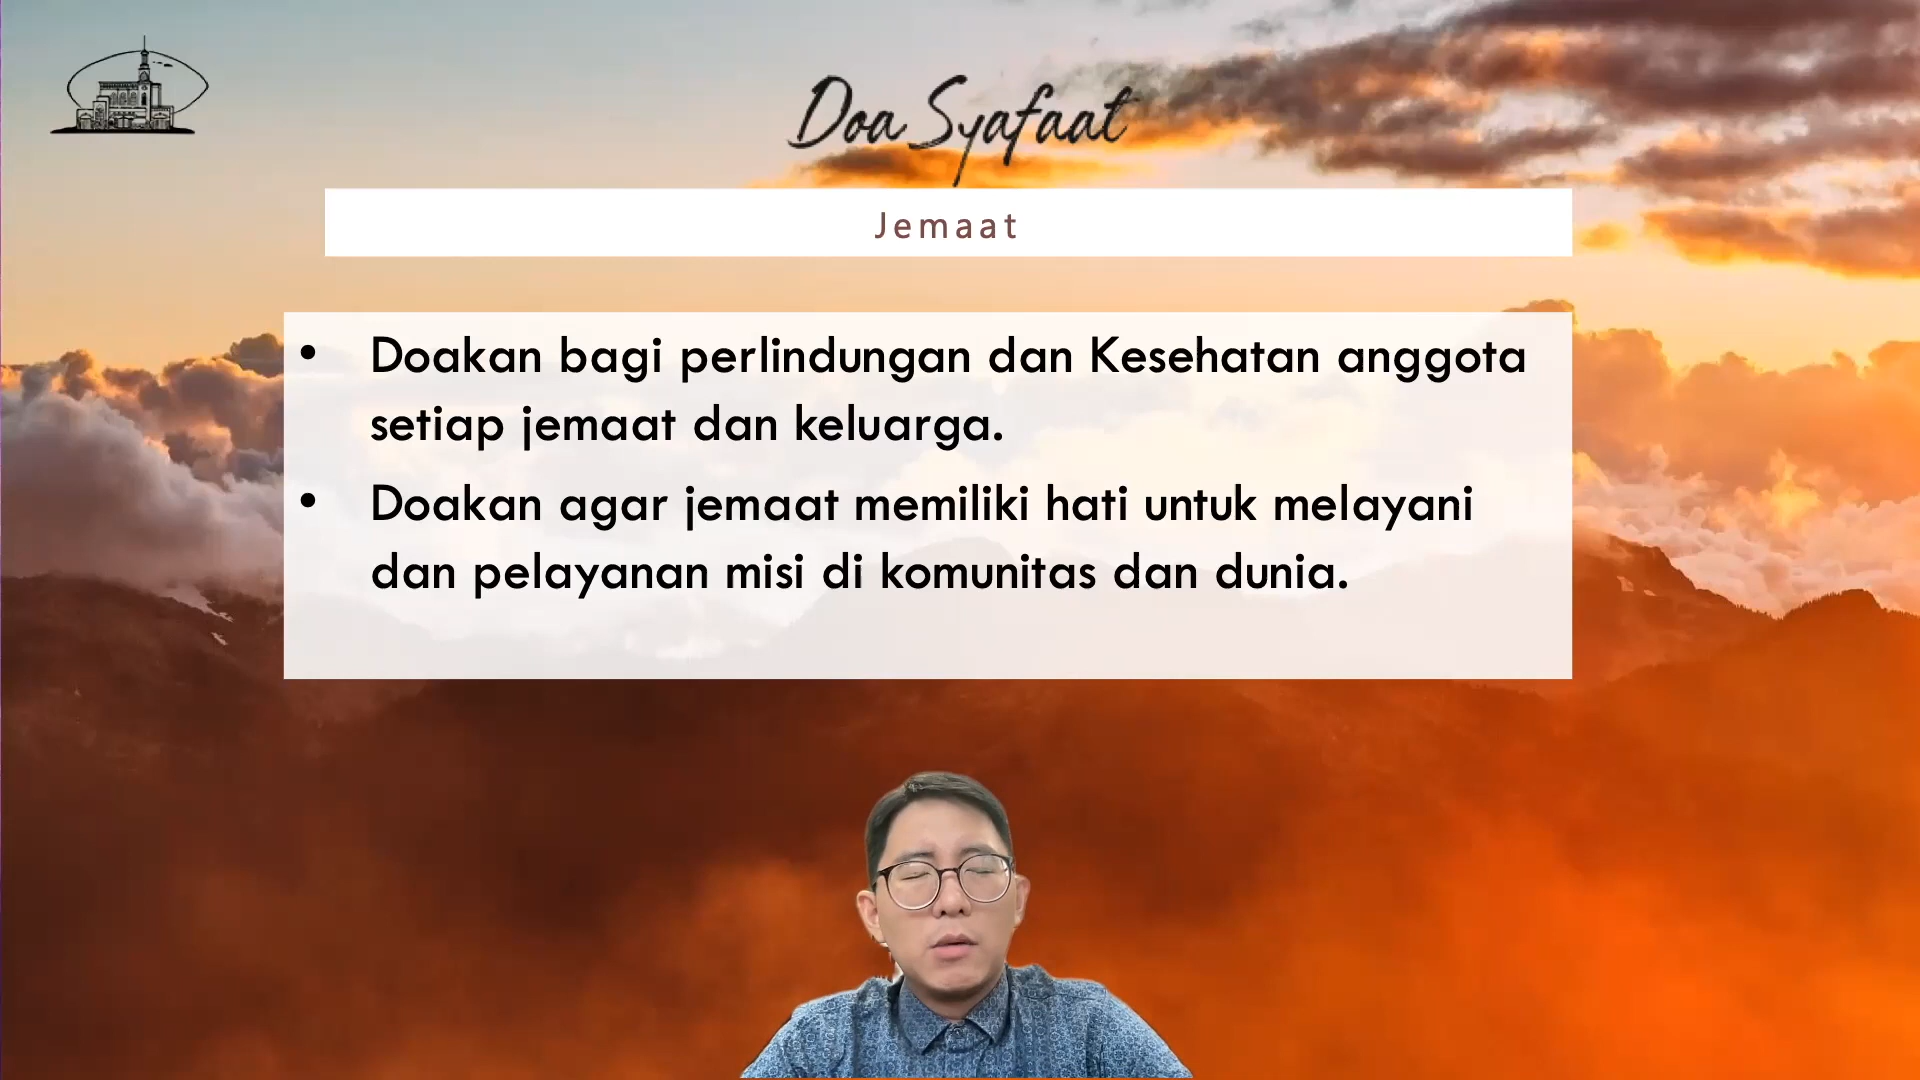 Doa Syafaat
Jemaat
• Doakan bagi perlindungan dan Kesehatan anggota
setiap jemaat dan keluarga.
• Doakan agar jemaat memiliki hati untuk melayani
dan pelayanan misi di komunitas dan dunia.